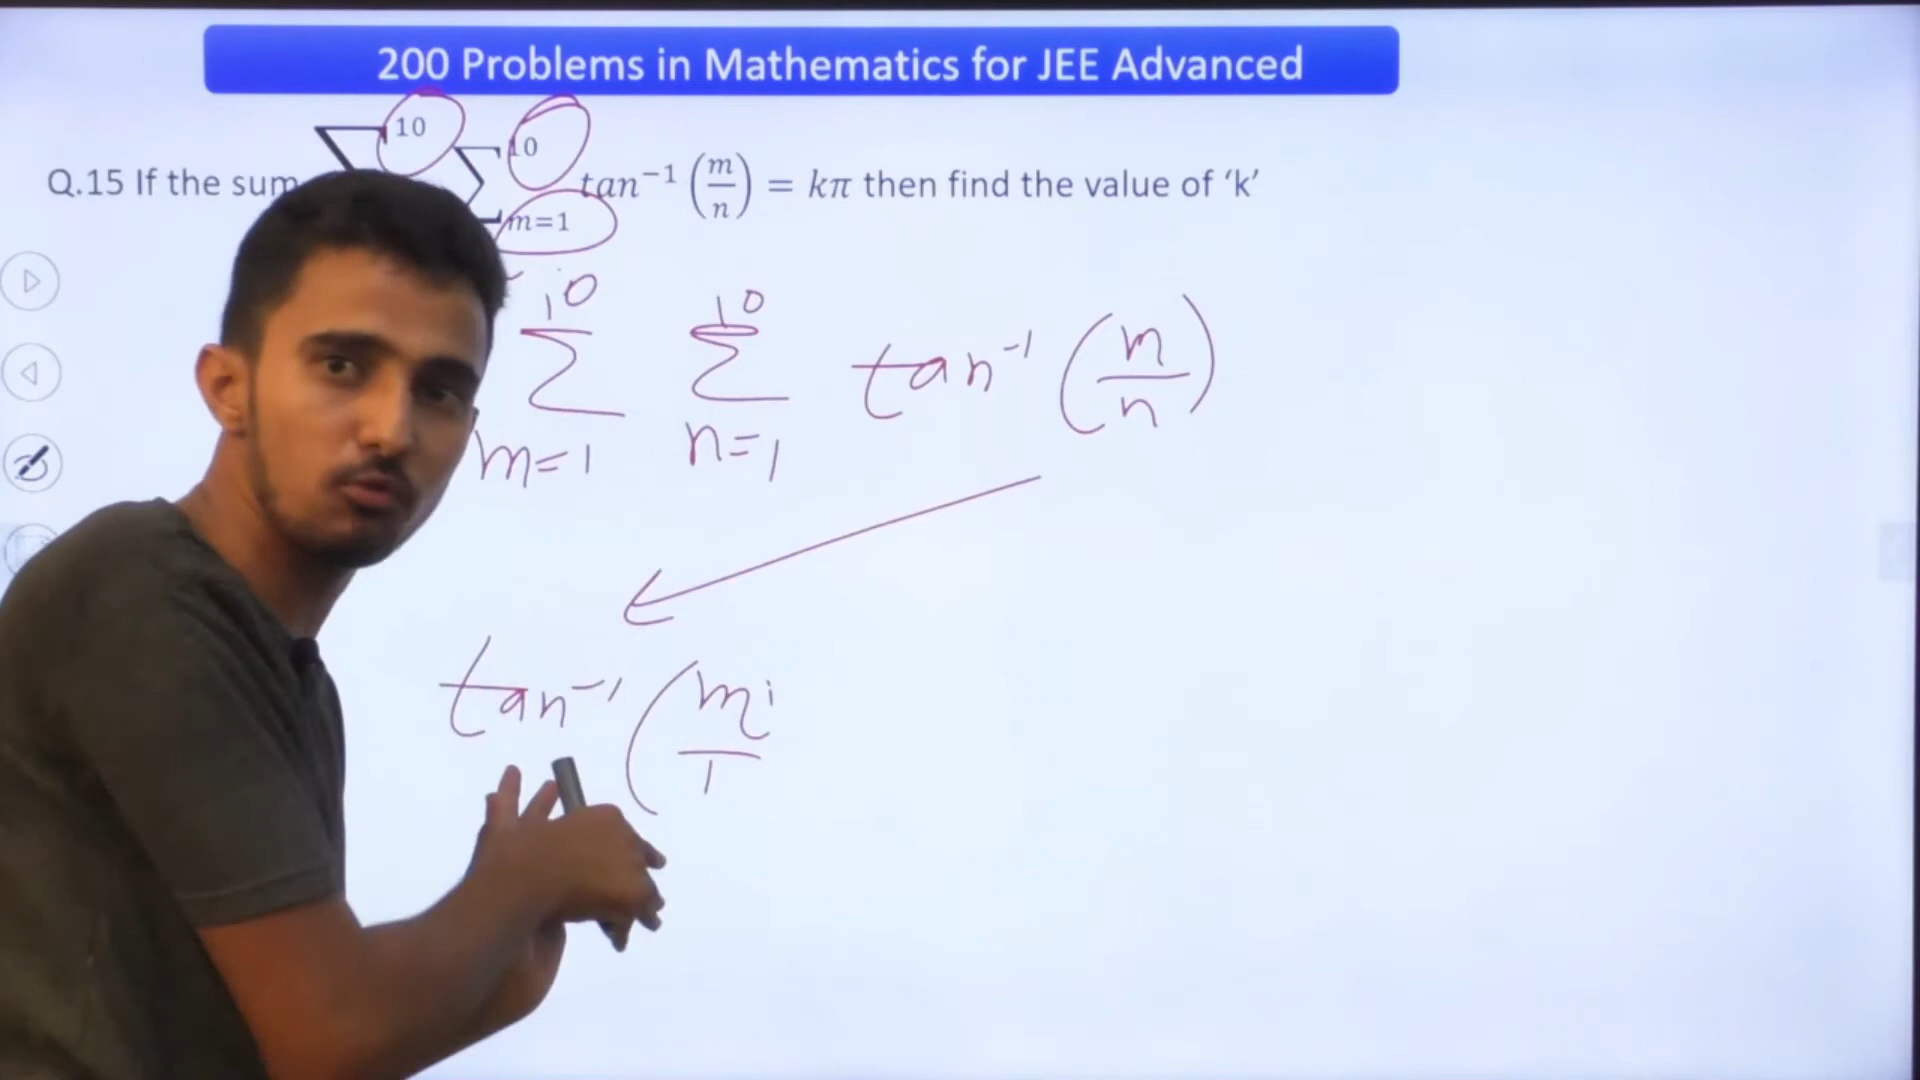 200 Problems in Mathematics for JEE Advanced
10 10
Q.15 If the sum tan⁻¹ (m/n) = kπ then find the value of ‘k’
m=1
10 10
∑ ∑ tan⁻¹ (m/n)
m=1 n=1
tan⁻¹ (m/1